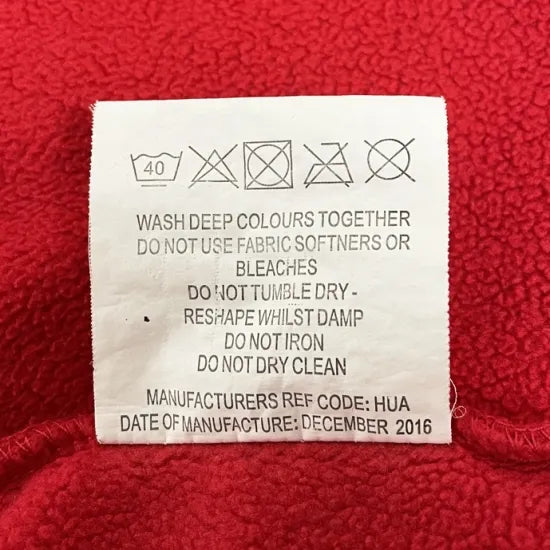 40
WASH DEEP COLOURS TOGETHER
DO NOT USE FABRIC SOFTNERS OR
BLEACHES
DO NOT TUMBLE DRY -
RESHAPE WHILST DAMP
DO NOT IRON
DO NOT DRY CLEAN
MANUFACTURERS REF CODE: HUA
DATE OF MANUFACTURE: DECEMBER 2016